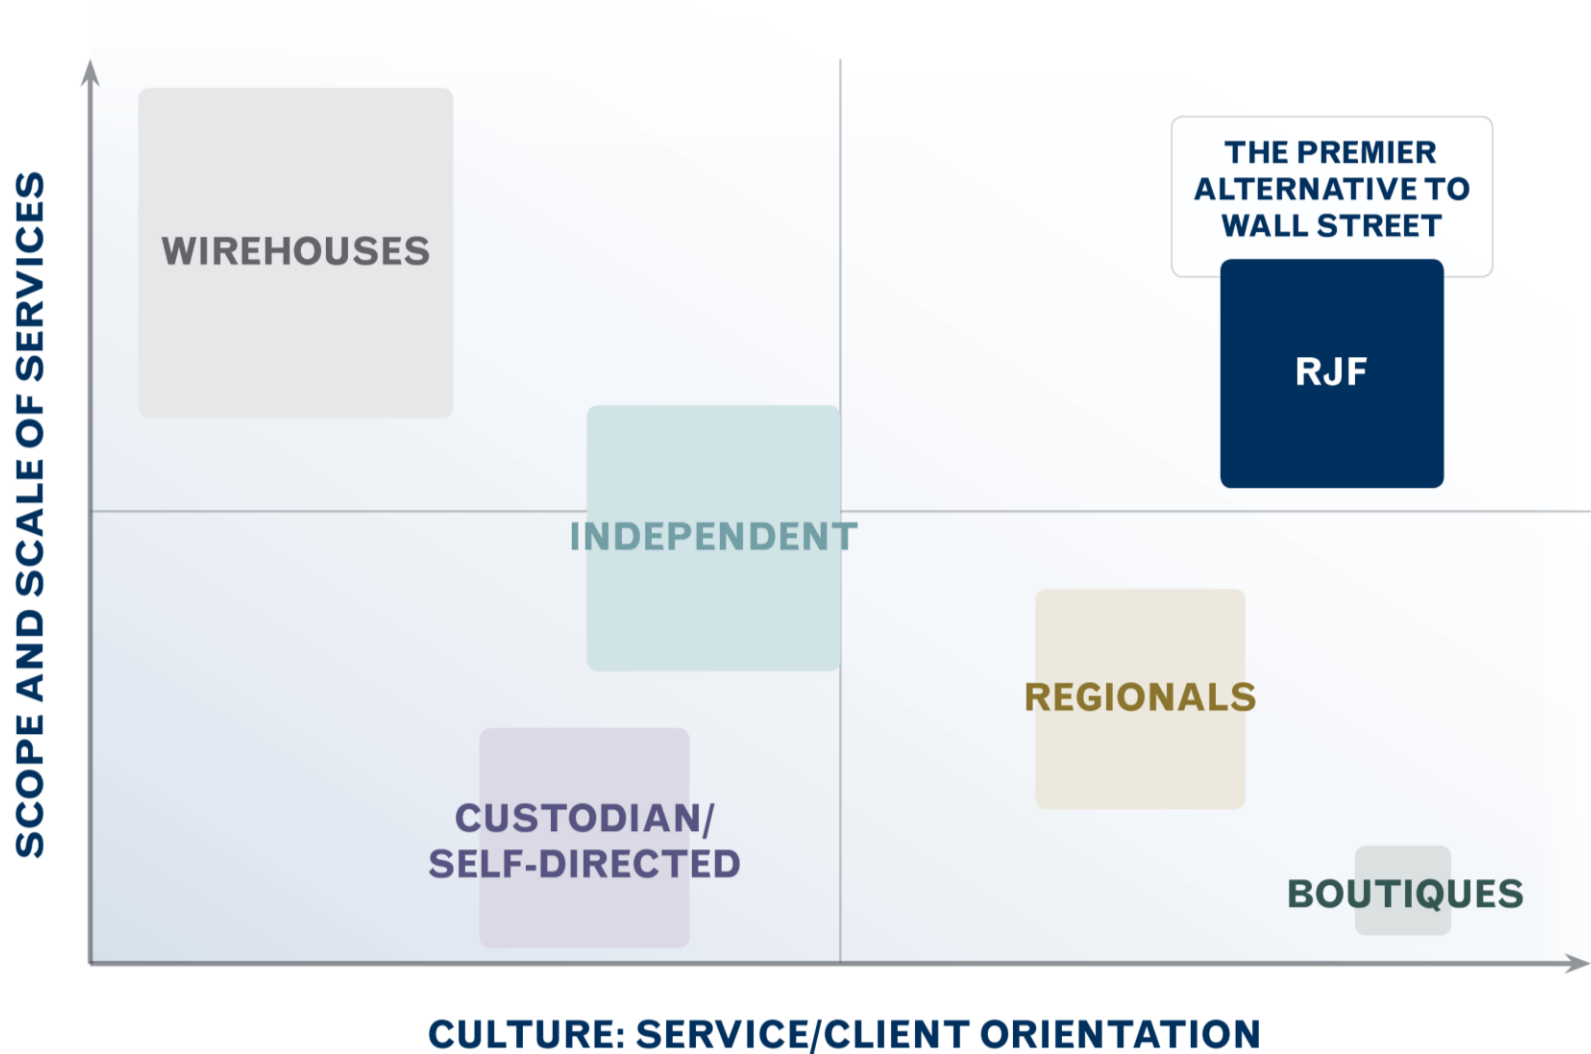 SCOPE AND SCALE OF SERVICES
WIREHOUSES
THE PREMIER
ALTERNATIVE TO
WALL STREET
RJF
INDEPENDENT
REGIONALS
CUSTODIAN/
SELF-DIRECTED
BOUTIQUES
CULTURE: SERVICE/CLIENT ORIENTATION